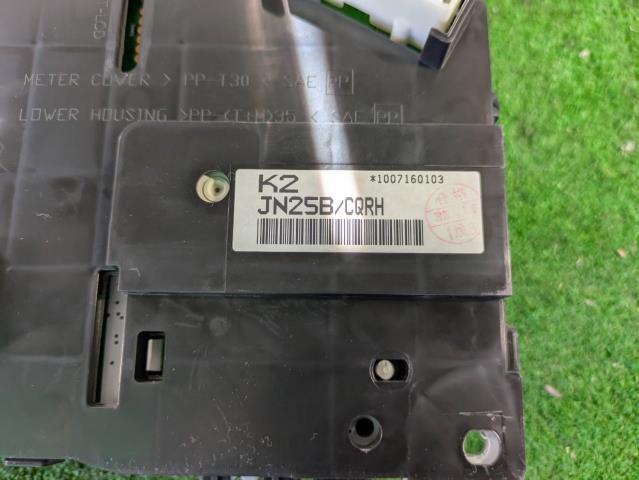 METER COVER > PP-T30 < SAE PP
LOWER HOUSING >PP-(T+M)35 < SAE PP
K2 *1007160103
JN25B/CQRH